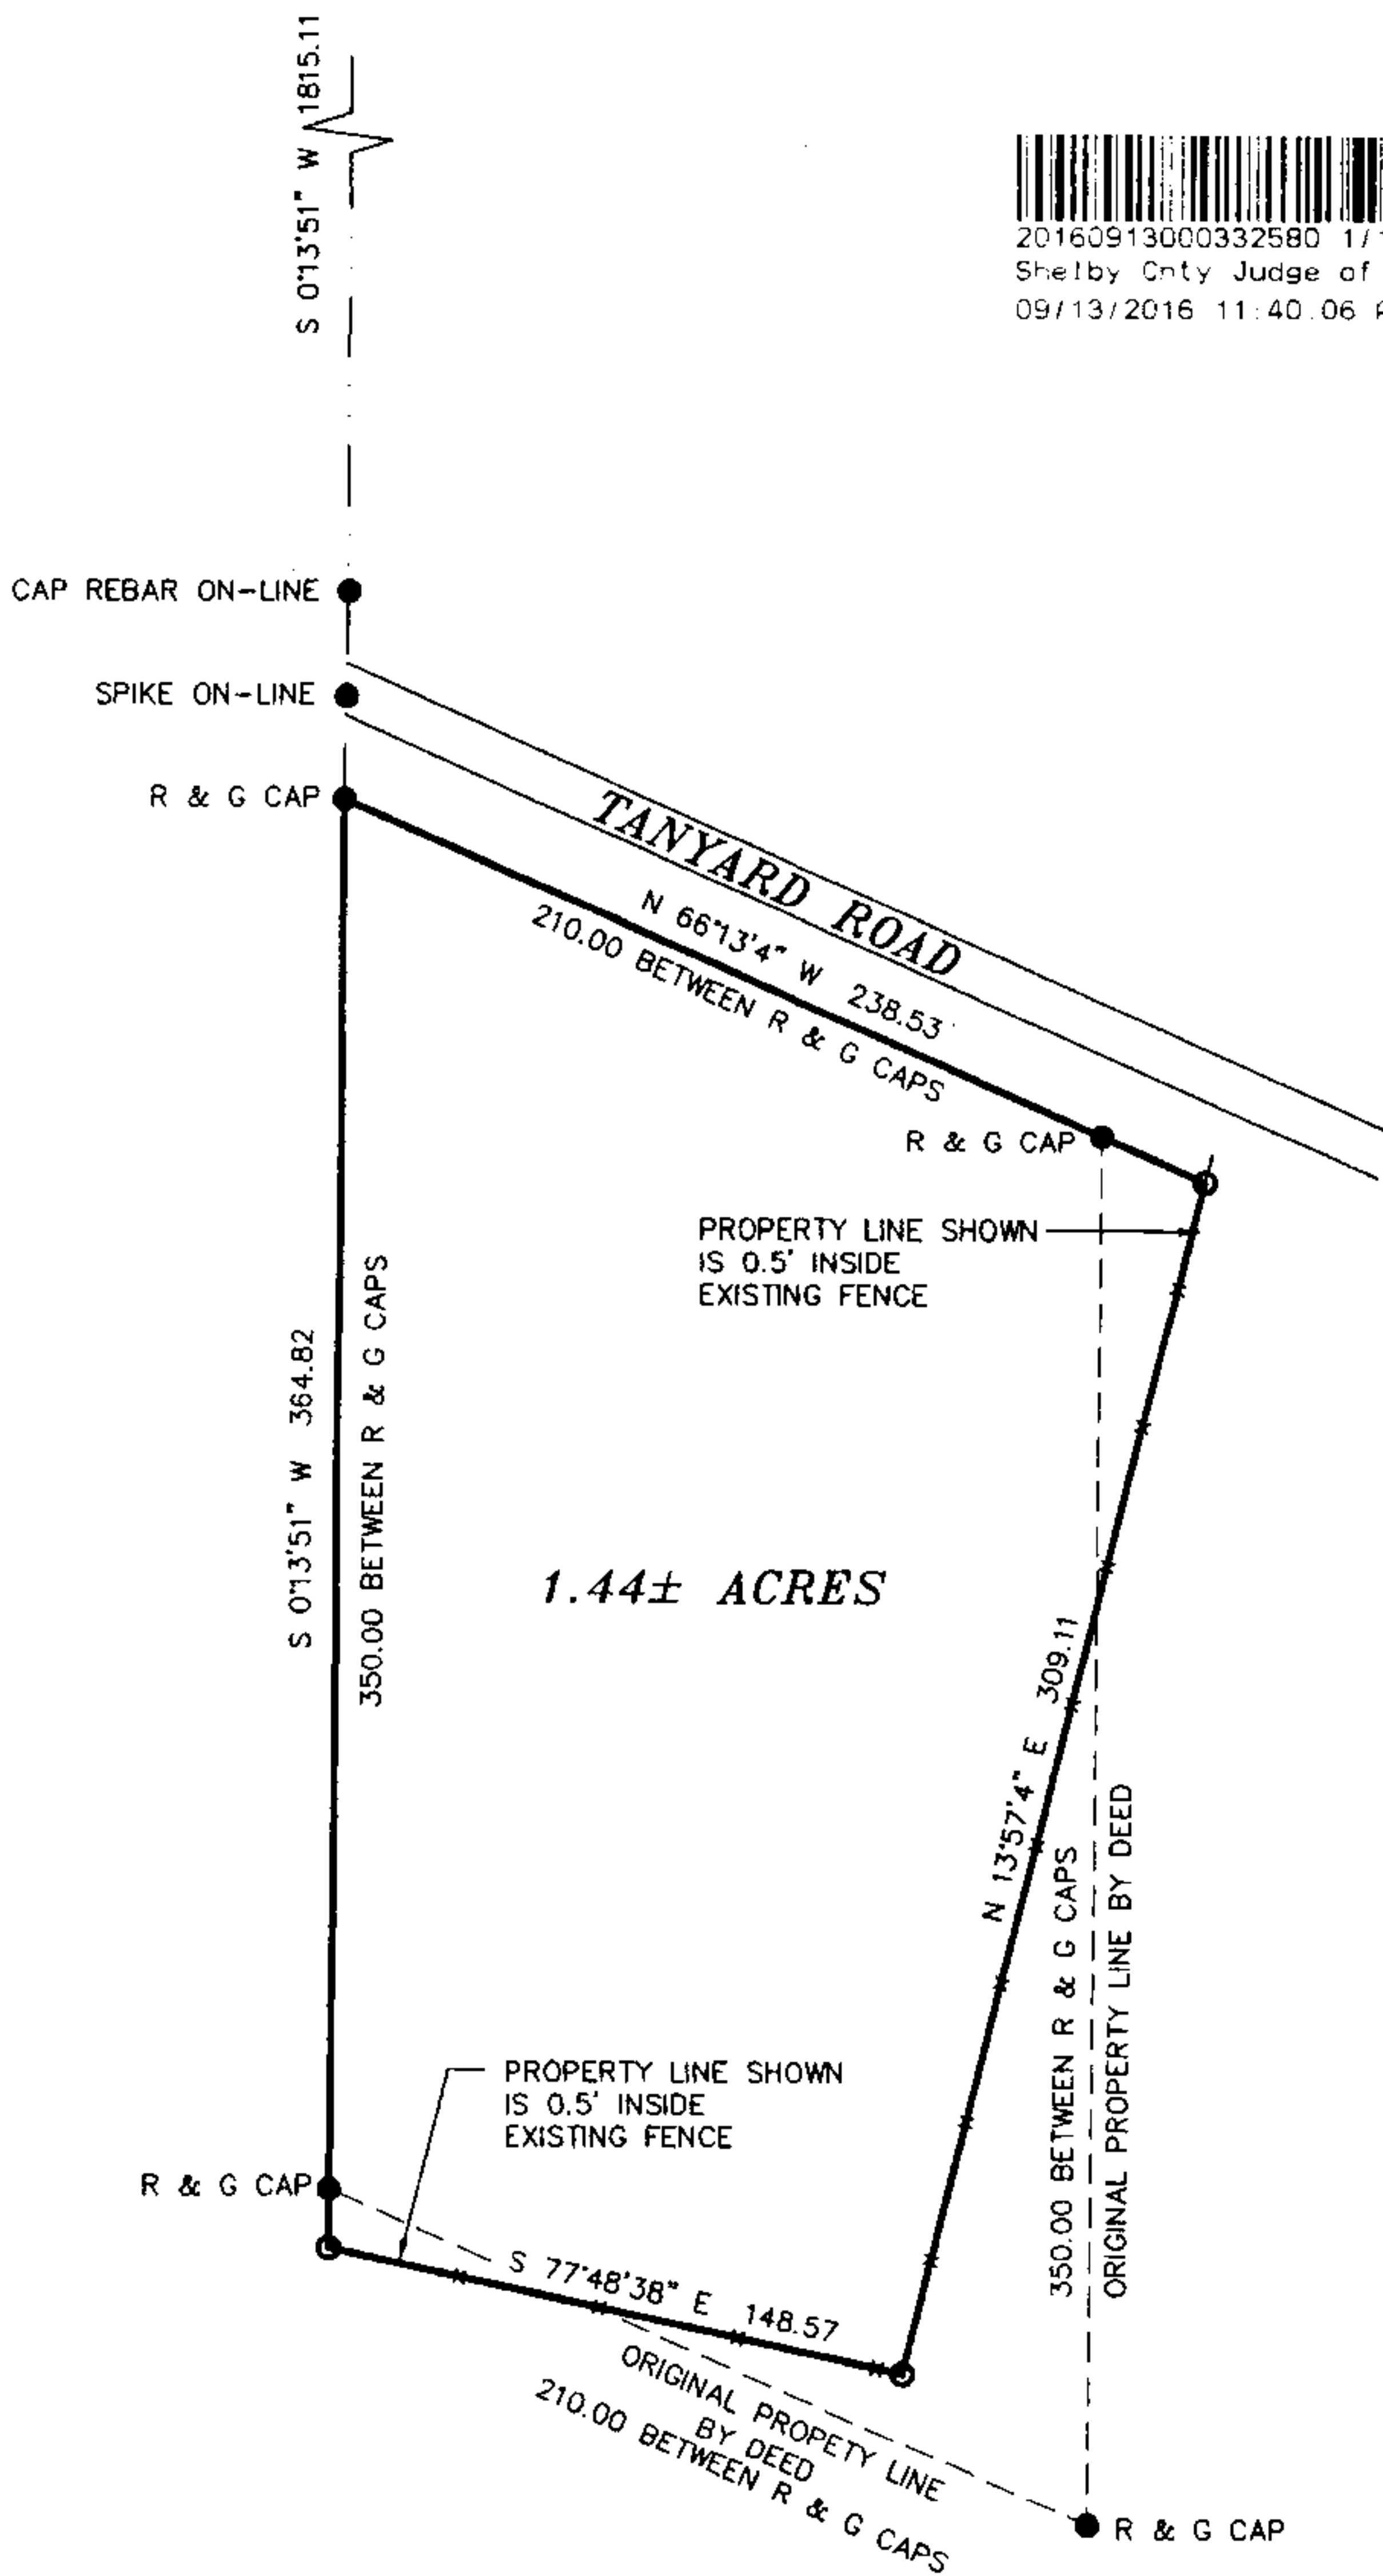 S 0°13'51" W 1815.11
20160913000332580 1/
Shelby Cnty Judge of
09/13/2016 11:40:06
CAP REBAR ON-LINE
SPIKE ON-LINE
R & G CAP
TANYARD ROAD
N 66°13'4" W 238.53
210.00 BETWEEN R & G CAPS
R & G CAP
PROPERTY LINE SHOWN
IS 0.5' INSIDE
EXISTING FENCE
S 0°13'51" W 364.82
350.00 BETWEEN R & G CAPS
1.44± ACRES
N 13°57'4" E 309.11
350.00 BETWEEN R & G CAPS
ORIGINAL PROPERTY LINE BY DEED
PROPERTY LINE SHOWN
IS 0.5' INSIDE
EXISTING FENCE
R & G CAP
S 77°48'38" E 148.57
ORIGINAL PROPETY LINE
BY DEED
210.00 BETWEEN R & G CAPS
R & G CAP